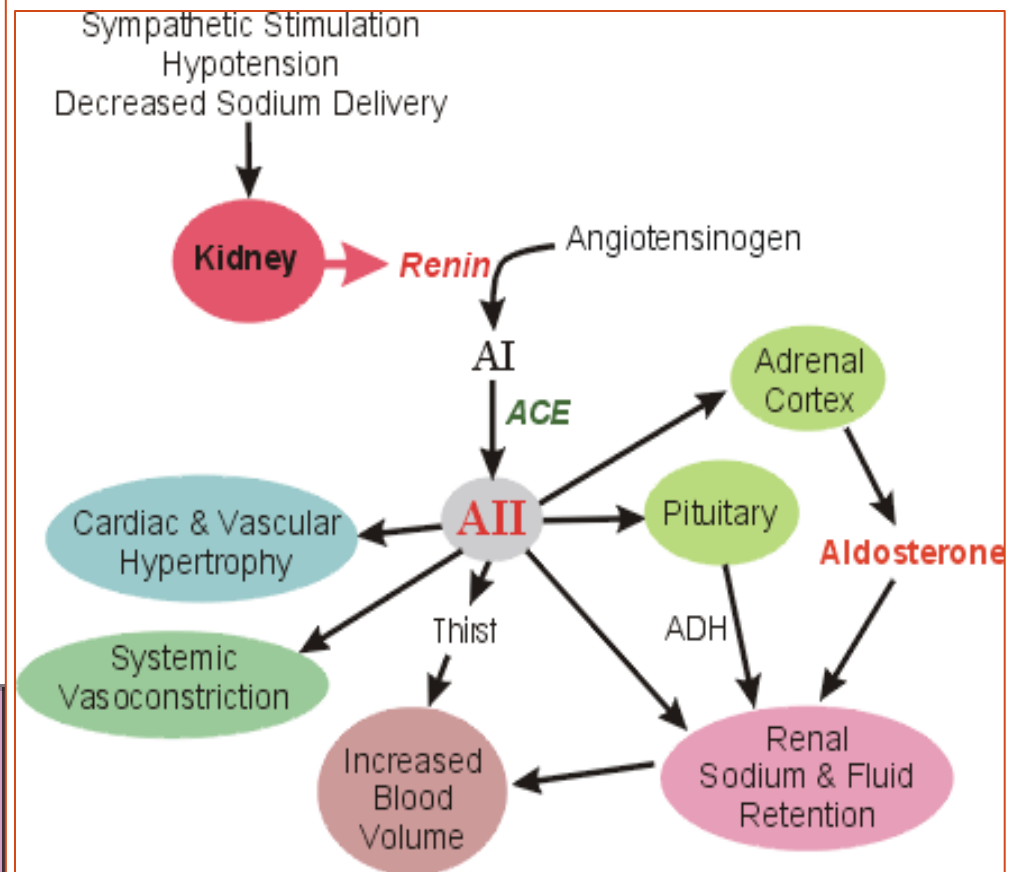 Sympathetic Stimulation
Hypotension
Decreased Sodium Delivery
Kidney
Renin
Angiotensinogen
AI
ACE
Adrenal
Cortex
AII
Pituitary
Cardiac & Vascular
Hypertrophy
Aldosterone
Thirst
ADH
Systemic
Vasoconstriction
Increased
Blood
Volume
Renal
Sodium & Fluid
Retention